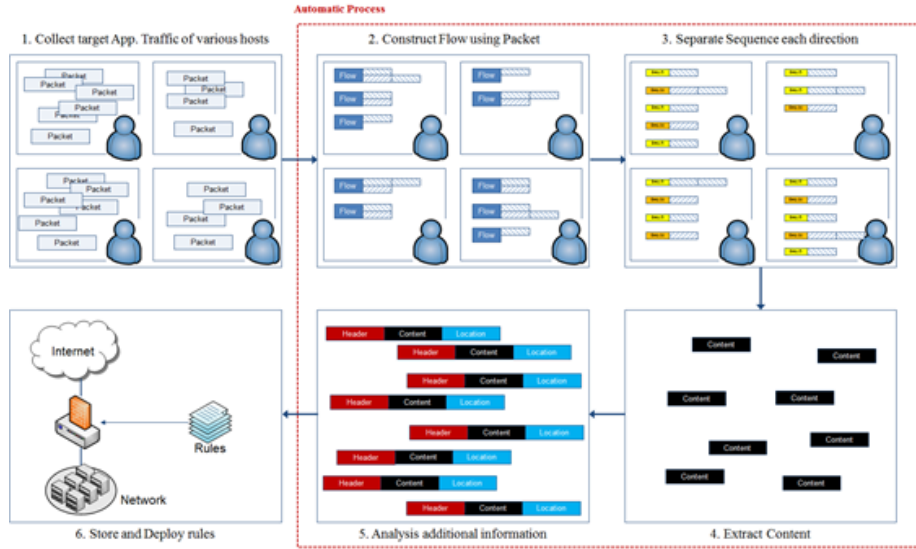 Automatic Process
1. Collect target App. Traffic of various hosts
2. Construct Flow using Packet
3. Separate Sequence each direction
Packet
Packet
Packet
Packet
Packet
Packet
Packet
Packet
Packet
Packet
Flow
Flow
Flow
Flow
Flow
Packet
Packet
Packet
Packet
Packet
Packet
Packet
Packet
Packet
Packet
Flow
Flow
Flow
Flow
Flow
Internet
Rules
Network
Header Content Location
Header Content Location
Header Content Location
Header Content Location
Header Content Location
Header Content Location
Header Content Location
Header Content Location
Content
Content
Content
Content
Content
Content
Content
Content
6. Store and Deploy rules
5. Analysis additional information
4. Extract Content